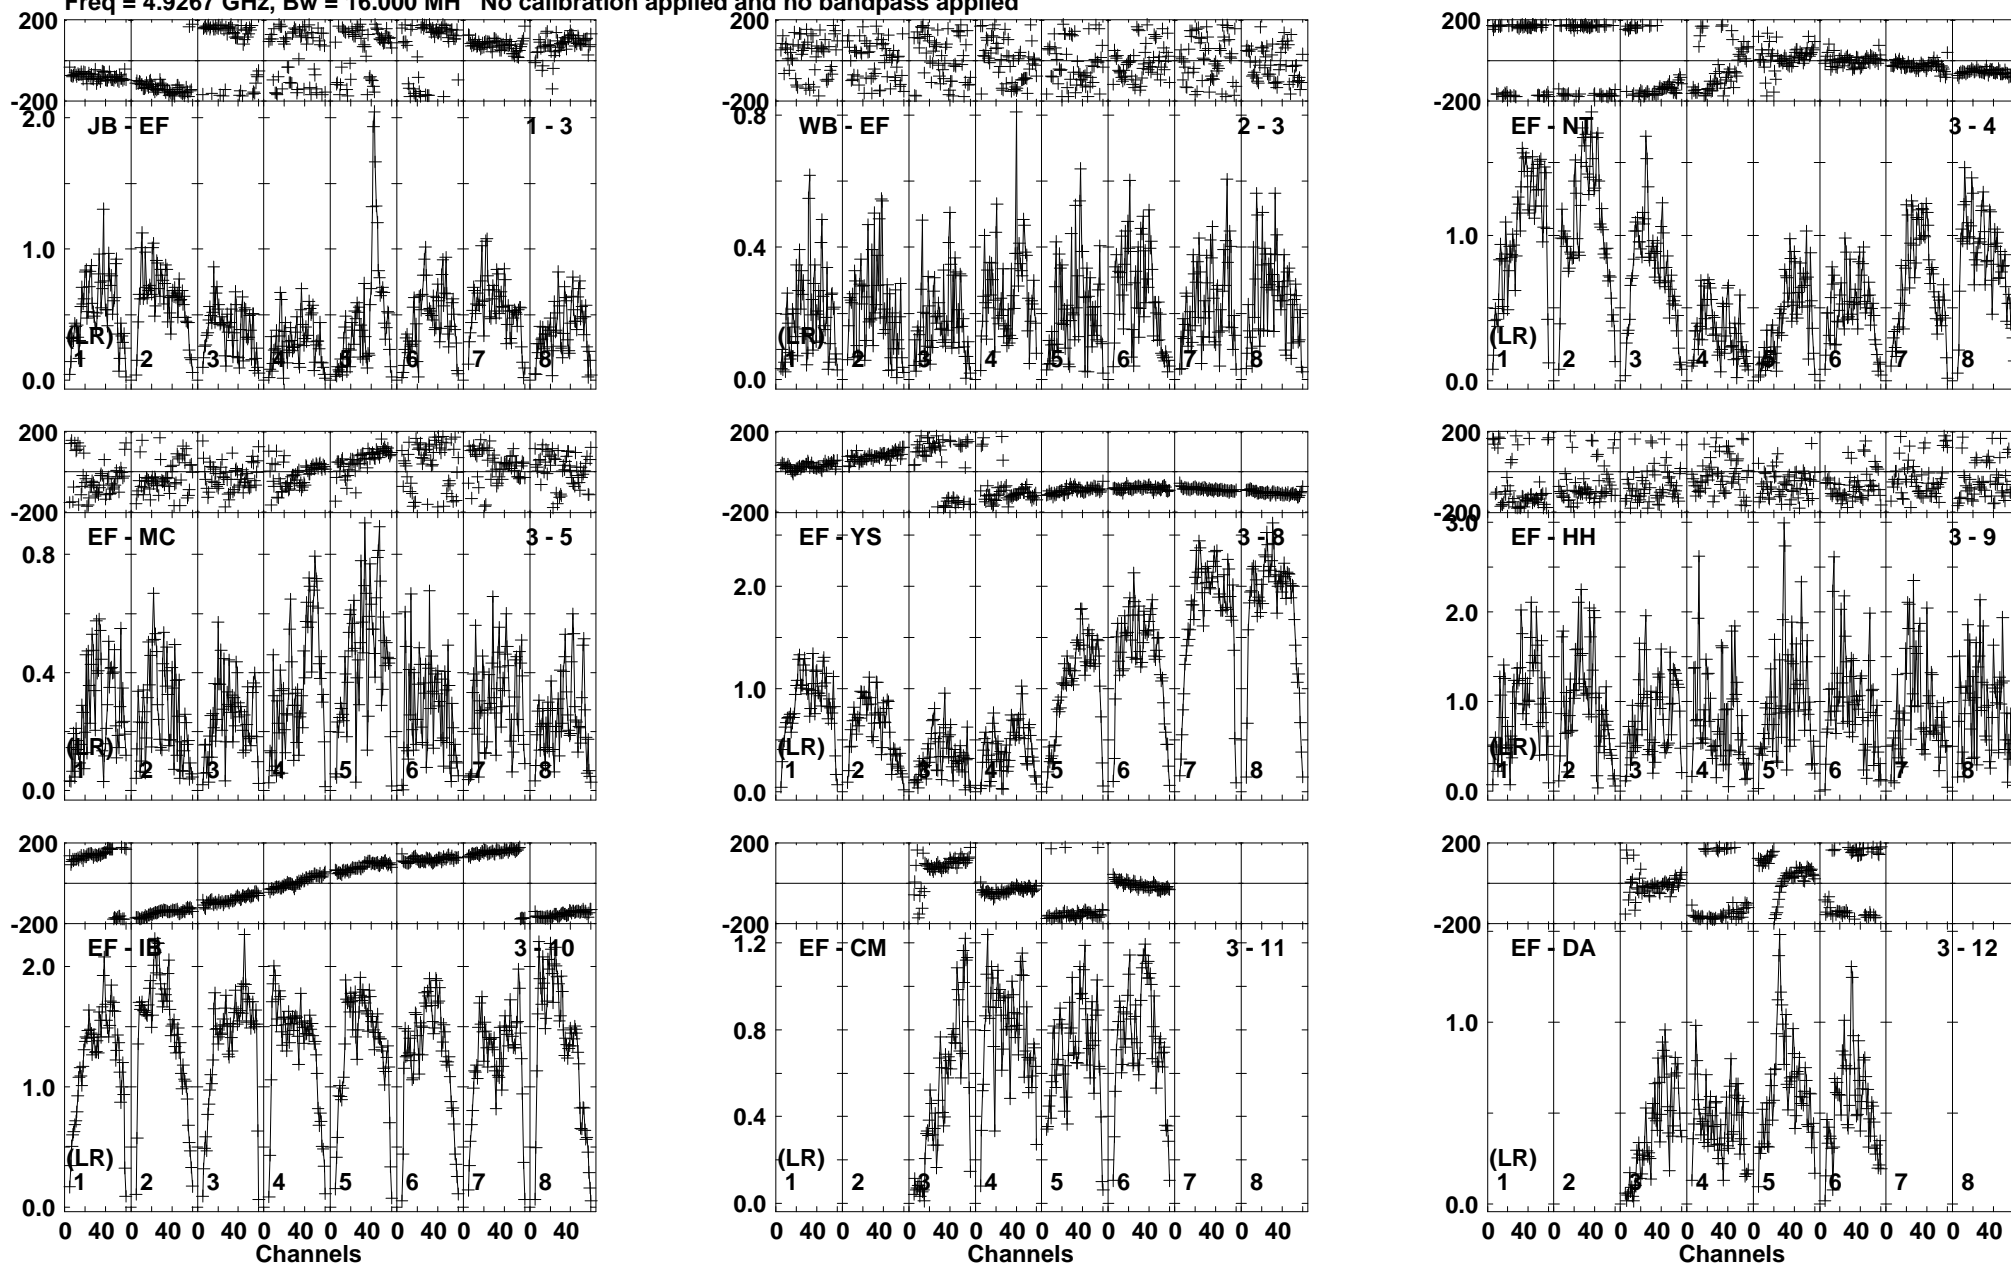 Freq = 4.9267 GHz, Bw = 16.000 MH No calibration applied and no bandpass applied
200 200 200
-200 -200 -200
2.0 0.8
JB - EF 1 - 3 WB - EF 2 - 3 EF - NT 3 - 4
1.0 0.4 1.0
(LR) (LR) (LR)
1 2 3 4 5 6 7 8 1 2 3 4 5 6 7 8 1 2 3 4 5 6 7 8
0.0 0.0 0.0
200 200 200
-200 -200 -200
3.0
EF - MC 3 - 5 EF - YS 3 - 8 EF - HH 3 - 9
0.8 2.0 2.0
0.4 1.0 1.0
(LR) (LR) (LR)
1 2 3 4 5 6 7 8 1 2 3 4 5 6 7 8 1 2 3 4 5 6 7 8
0.0 0.0 0.0
200 200 200
-200 -200 -200
EF - IB 3 - 10 EF - CM 3 - 11 EF - DA 3 - 12
2.0 1.2 1.0
1.0 0.8
0.4
(LR) (LR) (LR)
1 2 3 4 5 6 7 8 1 2 3 4 5 6 7 8 1 2 3 4 5 6 7 8
0.0 0.0 0.0
0 40 0 40 0 40 0 40 0 40 0 40 0 40 0 40 0 40 0 40 0 40 0 40 0 40 0 40 0 40 0 40 0 40 0 40 0 40 0 40 0 40 0 40 0 40 0 40
Channels Channels Channels